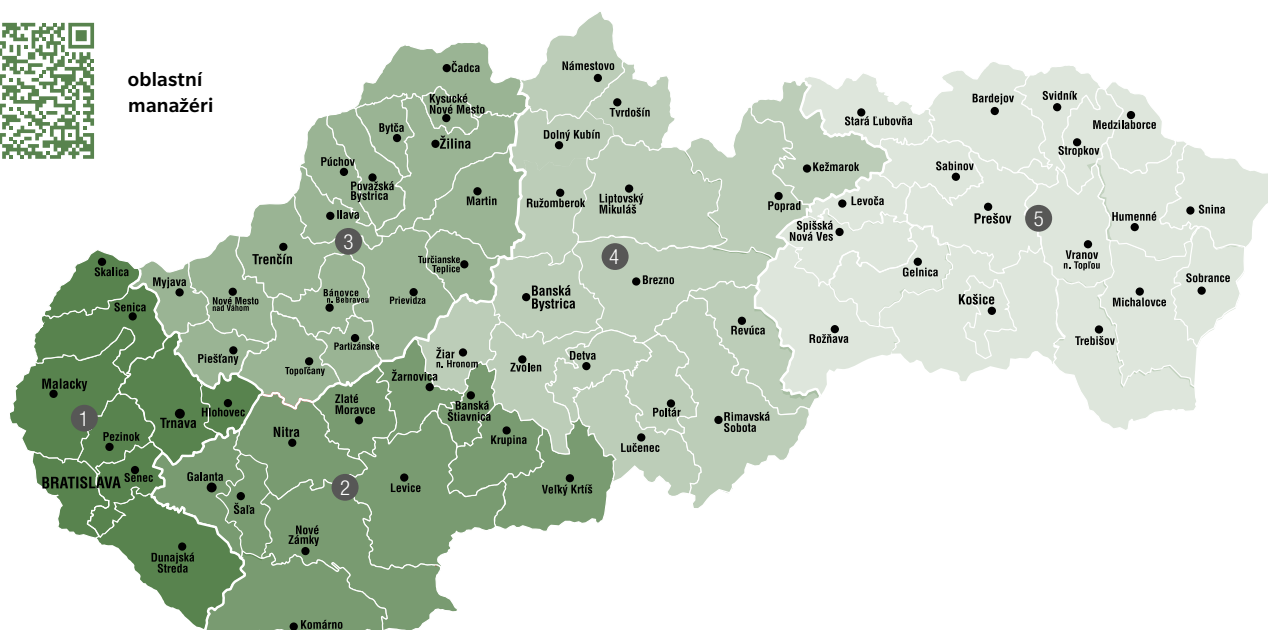 oblastní
manažéri
Čadca
Kysucké
Nové Mesto
Bytča
Žilina
Púchov
Považská
Bystrica
Ilava
Martin
3
Trenčín
Turčianske
Teplice
Myjava
Nové Mesto
nad Váhom
Bánovce
n. Bebravou
Prievidza
Piešťany
Topoľčany
Partizánske
Námestovo
Tvrdošín
Dolný Kubín
Ružomberok
Liptovský
Mikuláš
Kežmarok
Poprad
4
Brezno
Banská
Bystrica
Žiar
n. Hronom
Zvolen
Detva
Revúca
Poltár
Rimavská
Sobota
Lučenec
Stará Ľubovňa
Bardejov
Svidník
Medzilaborce
Stropkov
Sabinov
Levoča
Spišská
Nová Ves
Prešov
5
Humenné
Snina
Vranov
n. Topľou
Gelnica
Košice
Michalovce
Sobrance
Rožňava
Trebišov
Skalica
Senica
Malacky
1
Pezinok
Trnava
Hlohovec
BRATISLAVA
Senec
Dunajská
Streda
Žarnovica
Zlaté
Moravce
Banská
Štiavnica
Nitra
Krupina
Galanta
Šaľa
2
Levice
Veľký Krtíš
Nové
Zámky
Komárno